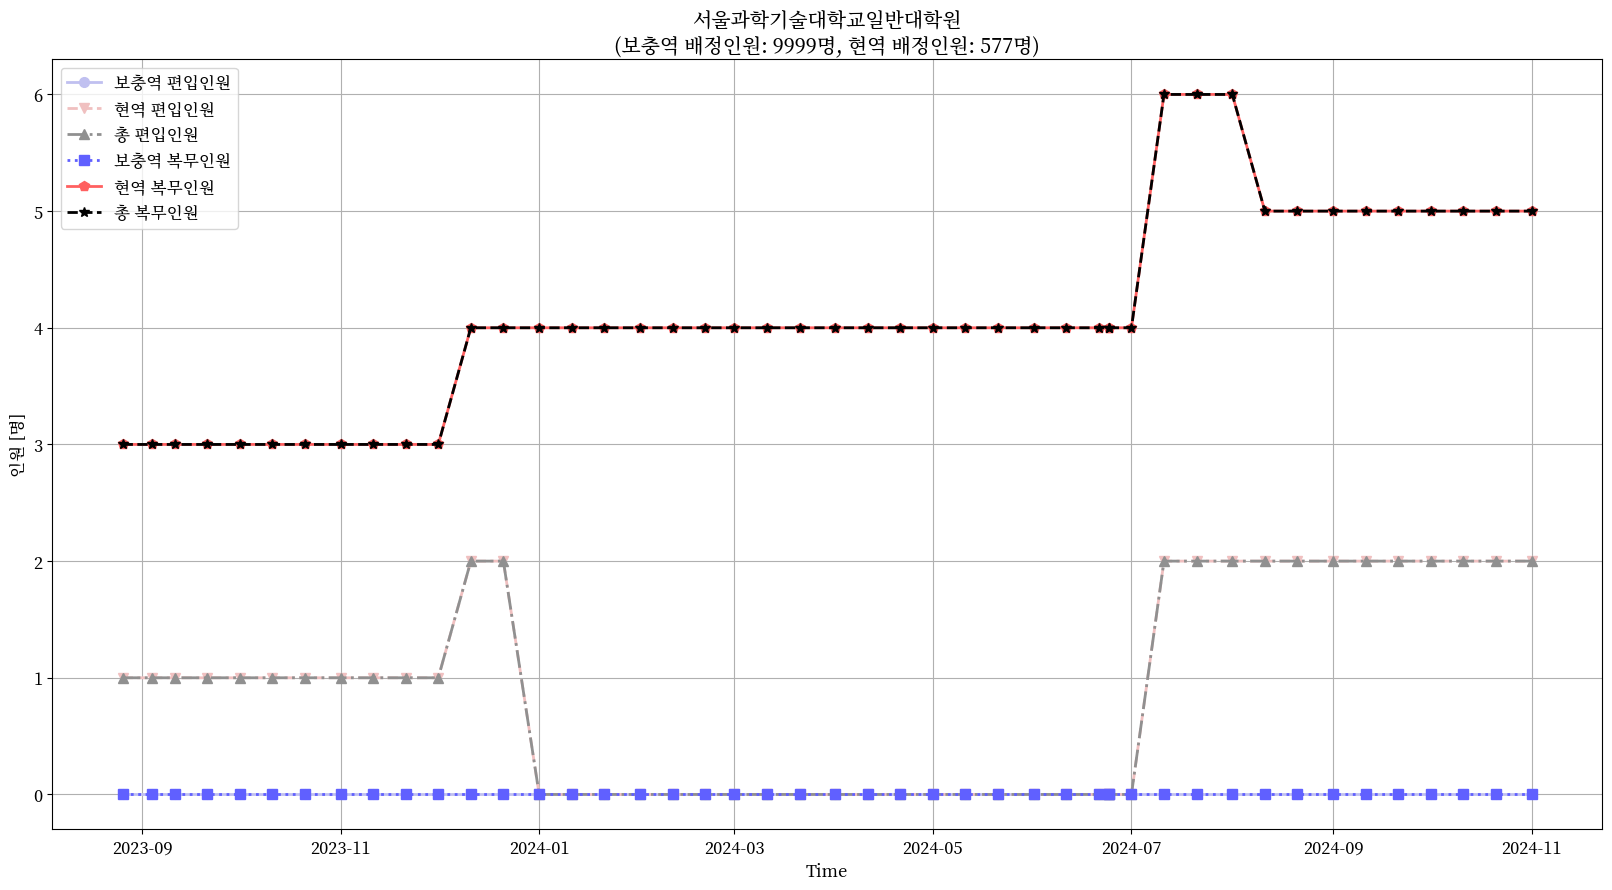 서울과학기술대학교일반대학원
(보충역 배정인원: 9999명, 현역 배정인원: 577명)
보충역 편입인원
현역 편입인원
총 편입인원
보충역 복무인원
현역 복무인원
총 복무인원
6
5
4
3
2
1
0
인원 [명]
2023-09 2023-11 2024-01 2024-03 2024-05 2024-07 2024-09 2024-11
Time